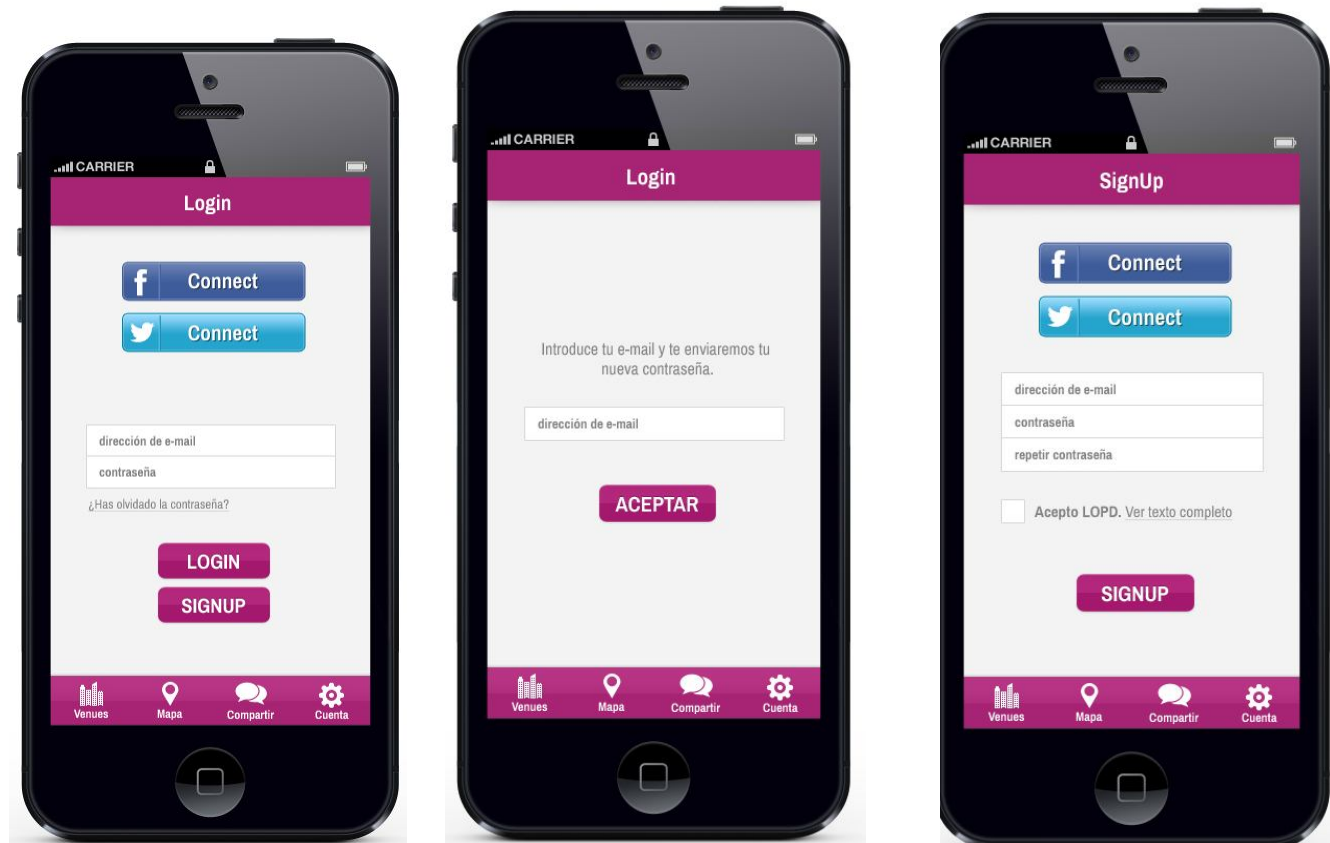 CARRIER
Login
f Connect
Connect
dirección de e-mail
contraseña
¿Has olvidado la contraseña?
LOGIN
SIGNUP
Venues Mapa Compartir Cuenta
CARRIER
Login
Introduce tu e-mail y te enviaremos tu
nueva contraseña.
dirección de e-mail
ACEPTAR
Venues Mapa Compartir Cuenta
CARRIER
SignUp
f Connect
Connect
dirección de e-mail
contraseña
repetir contraseña
Acepto LOPD. Ver texto completo
SIGNUP
Venues Mapa Compartir Cuenta